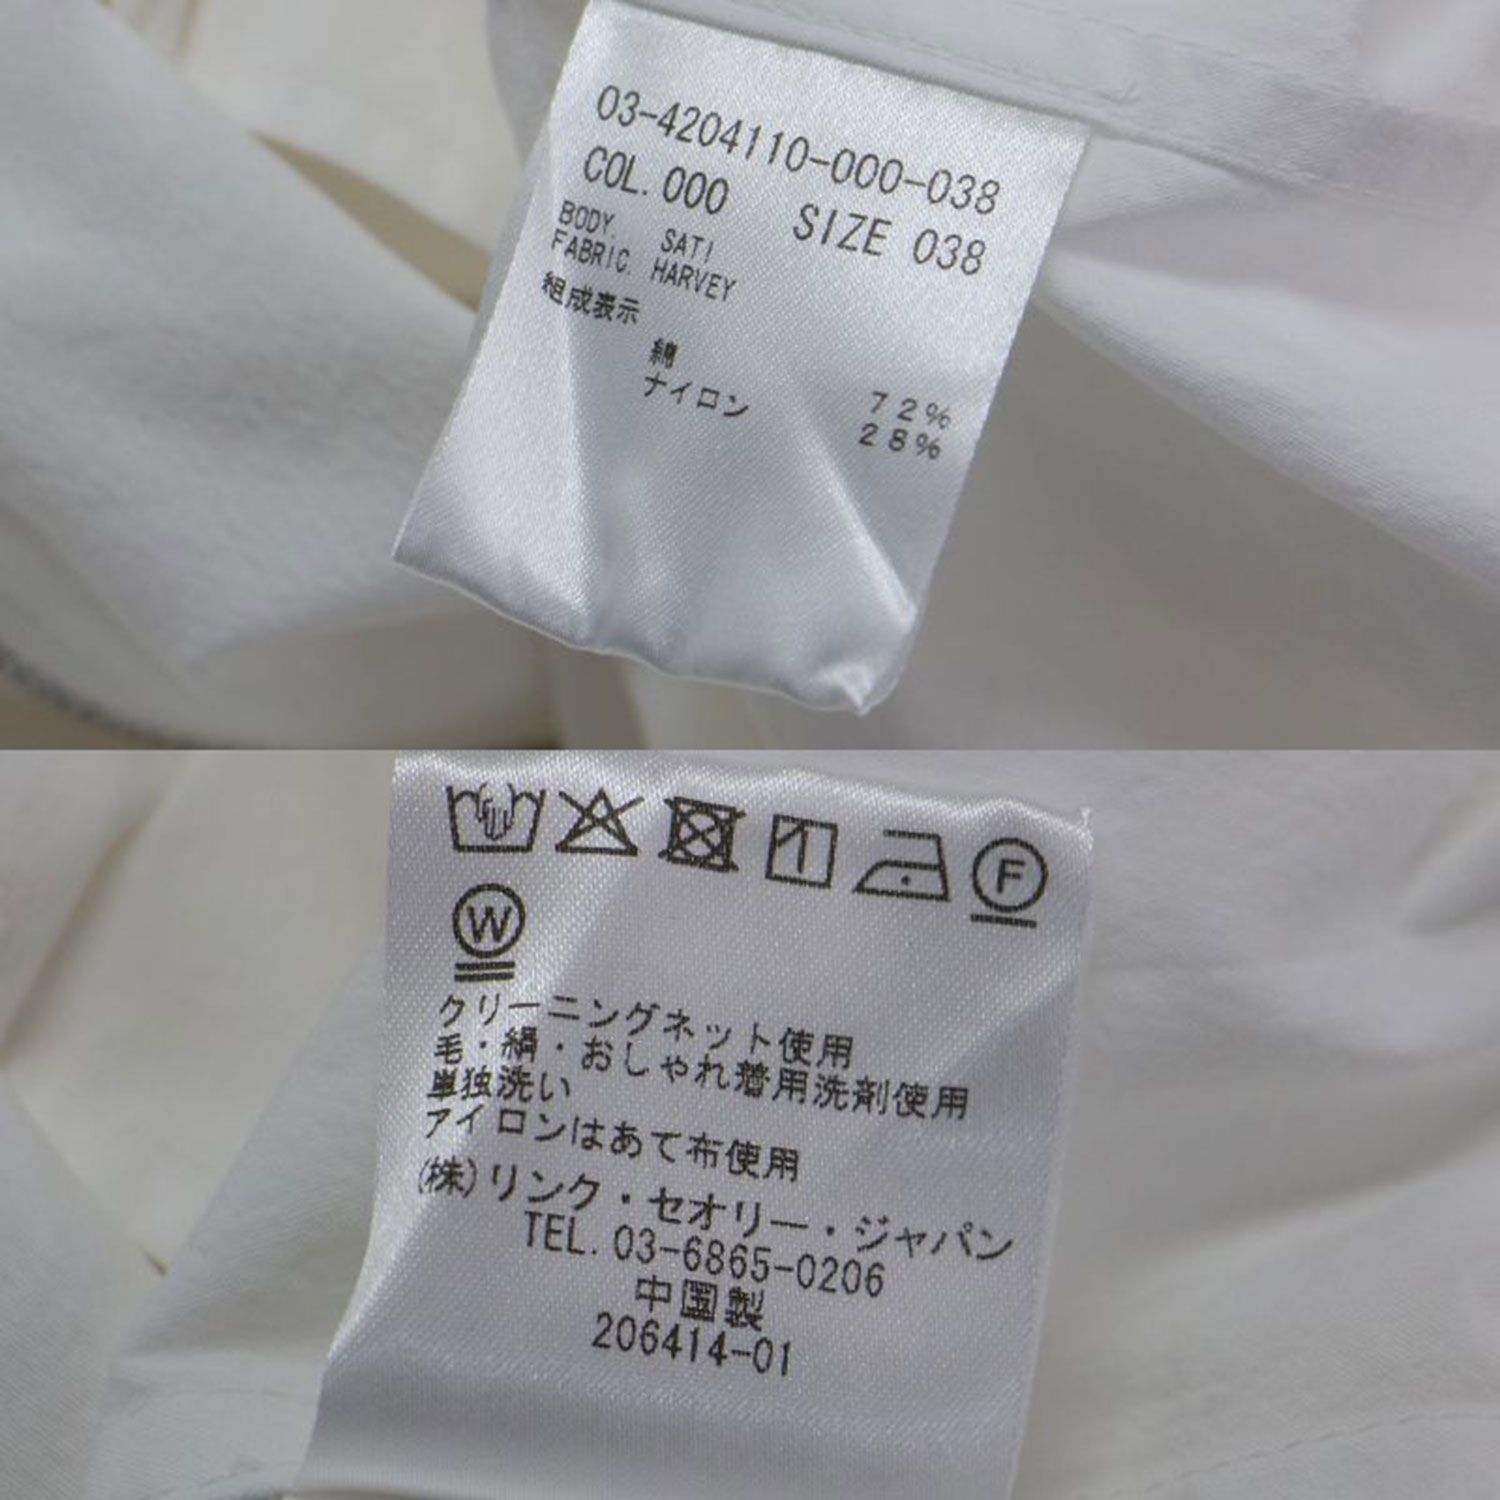 03-4204110-000-038
COL.000 SIZE 038
BODY. SATI
FABRIC. HARVEY
組成表示
綿 72%
ナイロン 28%
F
W
クリーニングネット使用
毛・絹・おしゃれ着用洗剤使用
単独洗い
アイロンはあて布使用
(株)リンク・セオリー・ジャパン
TEL.03-6865-0206
中国製
206414-01